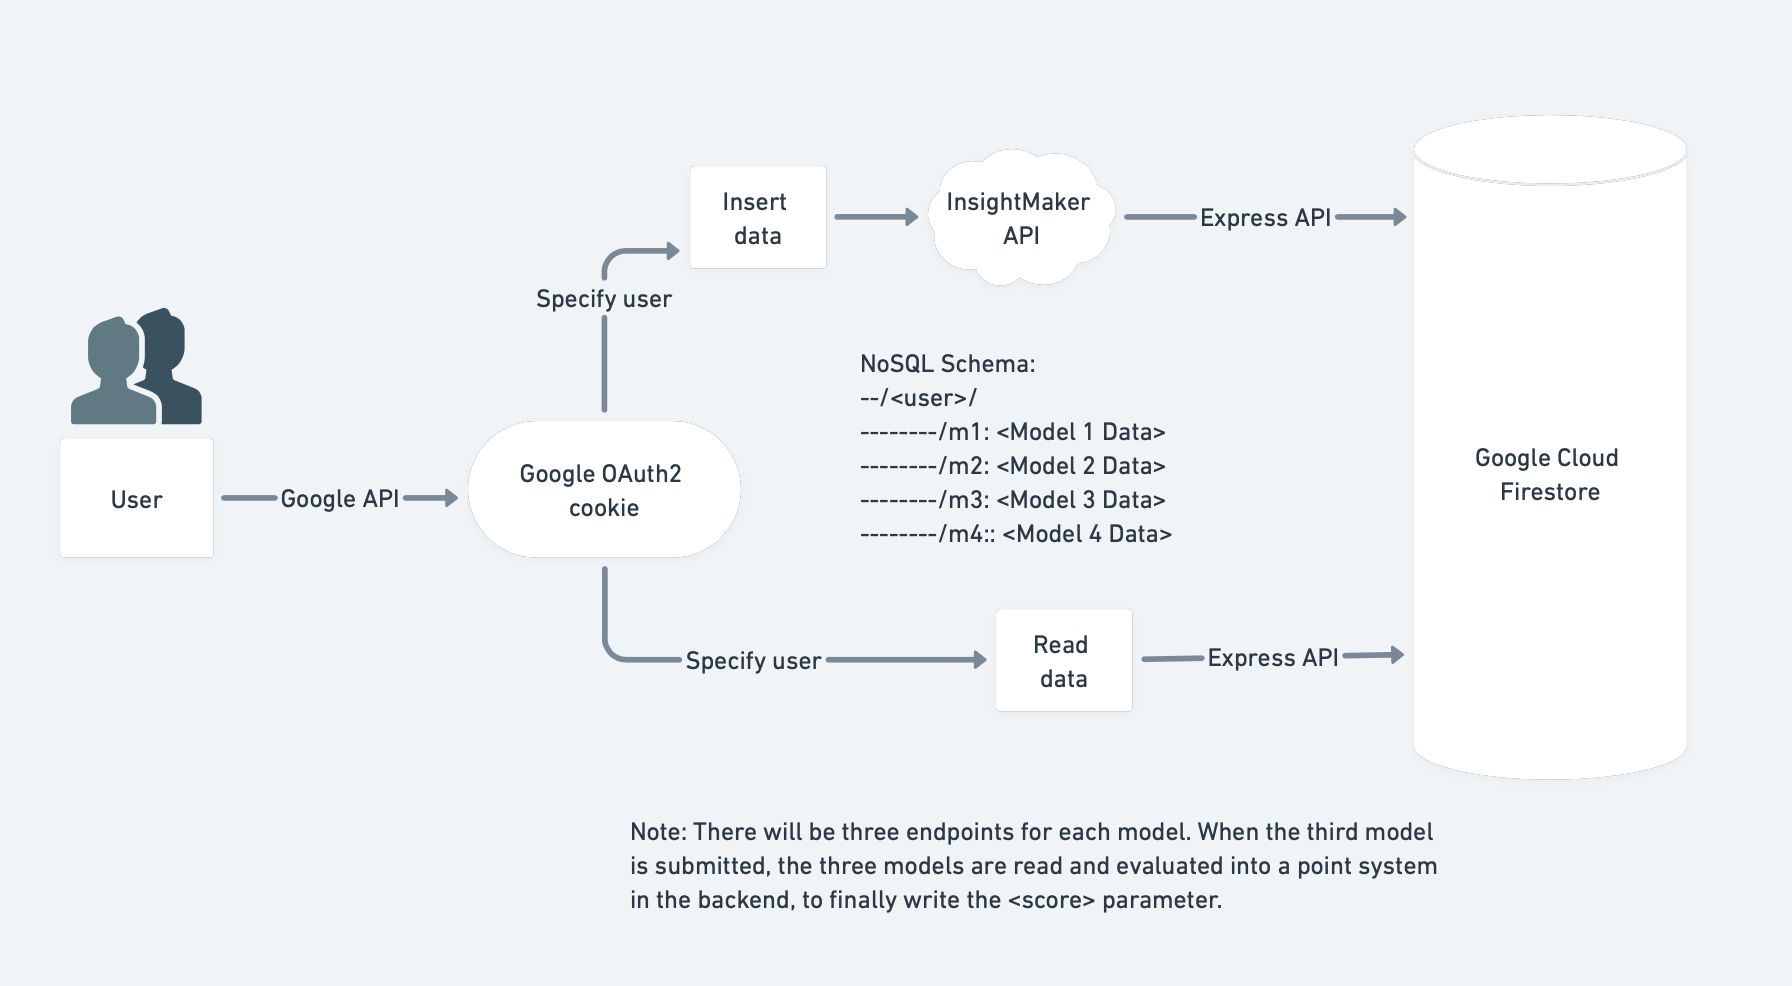 Insert
data
InsightMaker
API
Express API
Specify user
NoSQL Schema:
--/<user>/
--------/m1: <Model 1 Data>
--------/m2: <Model 2 Data>
--------/m3: <Model 3 Data>
--------/m4:: <Model 4 Data>
User
Google API
Google OAuth2
cookie
Google Cloud
Firestore
Specify user
Read
data
Express API
Note: There will be three endpoints for each model. When the third model
is submitted, the three models are read and evaluated into a point system
in the backend, to finally write the <score> parameter.